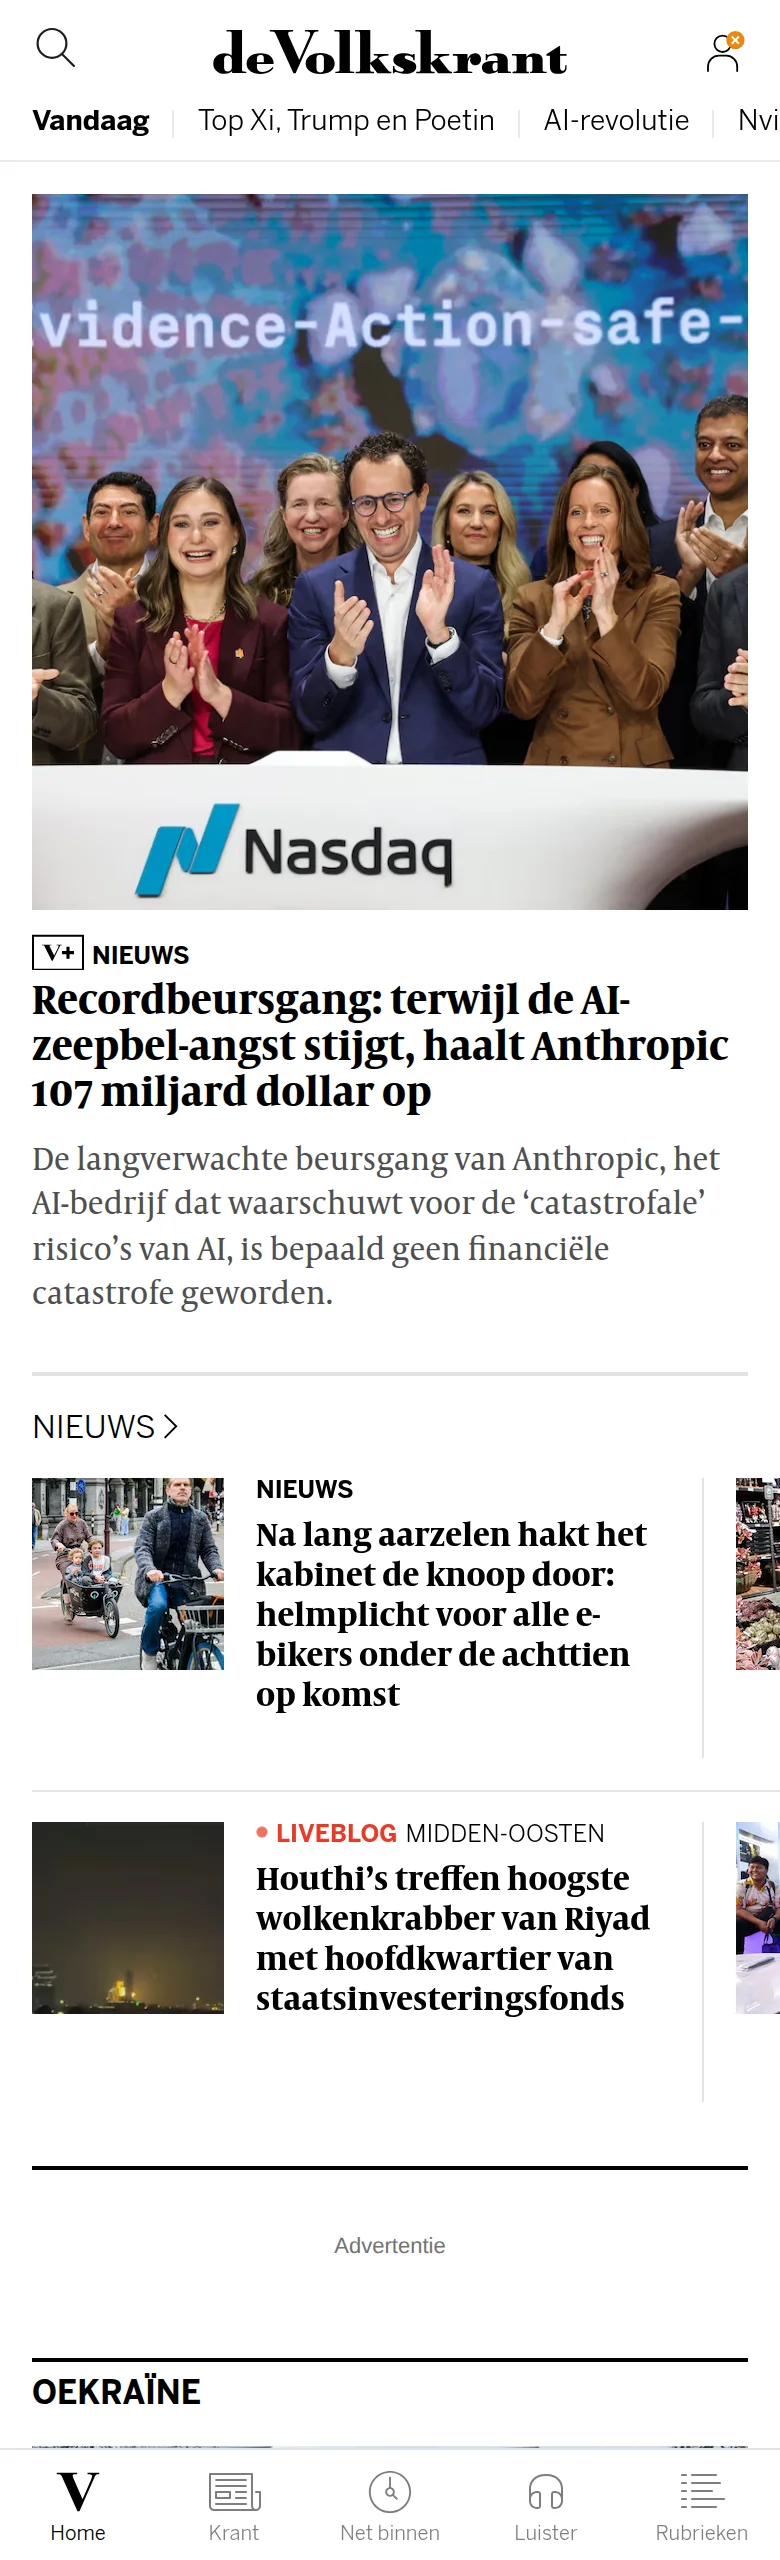 deVolkskrant
Vandaag
Top Xi, Trump en Poetin
AI-revolutie
Nvi
vidence-Action-safe-
Nasdaq
V+ NIEUWS
Recordbeursgang: terwijl de AI-
zeepbel-angst stijgt, haalt Anthropic
107 miljard dollar op
De langverwachte beursgang van Anthropic, het
AI-bedrijf dat waarschuwt voor de ‘catastrofale’
risico’s van AI, is bepaald geen financiële
catastrofe geworden.
NIEUWS
NIEUWS
Na lang aarzelen hakt het
kabinet de knoop door:
helmplicht voor alle e-
bikers onder de achttien
op komst
LIVEBLOG MIDDEN-OOSTEN
Houthi’s treffen hoogste
wolkenkrabber van Riyad
met hoofdkwartier van
staatsinvesteringsfonds
Advertentie
OEKRAÏNE
V
Home
Krant
Net binnen
Luister
Rubrieken